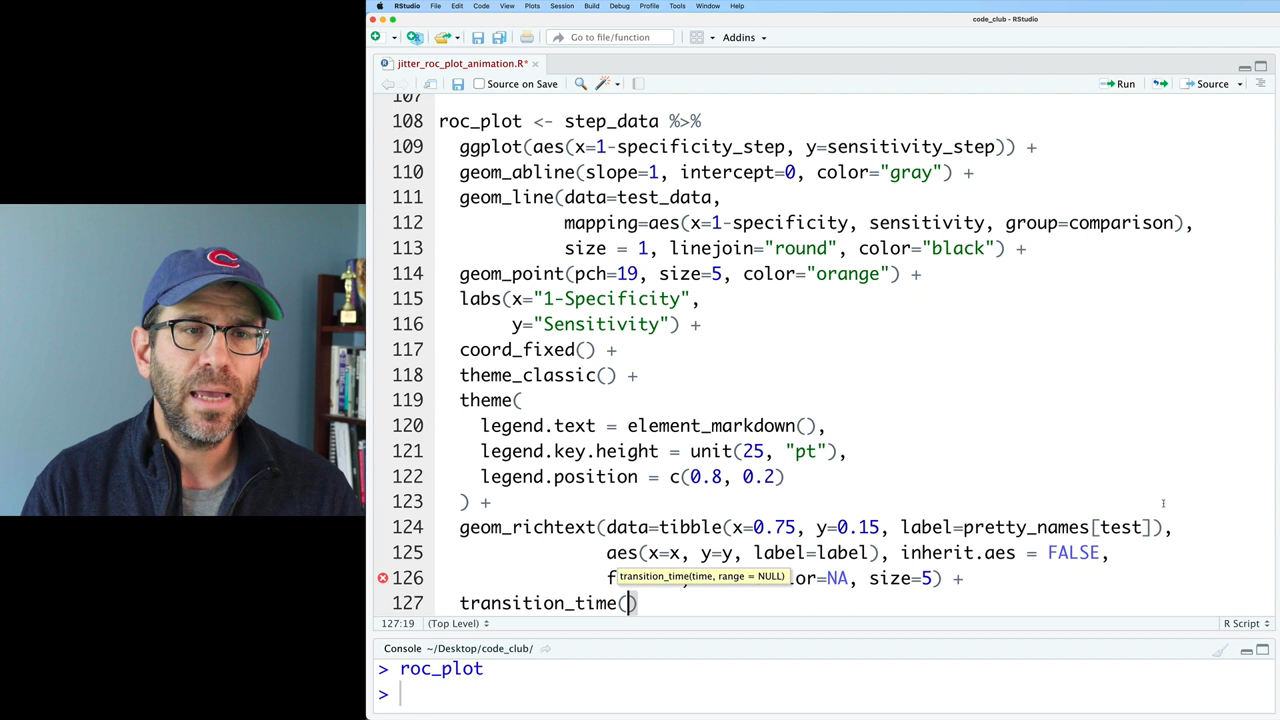 RStudio File Edit Code View Plots Session Build Debug Profile Tools Window Help
code_club - RStudio
Go to file/function Addins
jitter_roc_plot_animation.R*
Source on Save Run Source
107
108 roc_plot <- step_data %>%
109 ggplot(aes(x=1-specificity_step, y=sensitivity_step)) +
110 geom_abline(slope=1, intercept=0, color="gray") +
111 geom_line(data=test_data,
112 mapping=aes(x=1-specificity, sensitivity, group=comparison),
113 size = 1, linejoin="round", color="black") +
114 geom_point(pch=19, size=5, color="orange") +
115 labs(x="1-Specificity",
116 y="Sensitivity") +
117 coord_fixed() +
118 theme_classic() +
119 theme(
120 legend.text = element_markdown(),
121 legend.key.height = unit(25, "pt"),
122 legend.position = c(0.8, 0.2)
123 ) +
124 geom_richtext(data=tibble(x=0.75, y=0.15, label=pretty_names[test]),
125 aes(x=x, y=y, label=label), inherit.aes = FALSE,
transition_time(time, range = NULL)
126 f or=NA, size=5) +
127 transition_time()
127:19 (Top Level) R Script
Console ~/Desktop/code_club/
> roc_plot
>